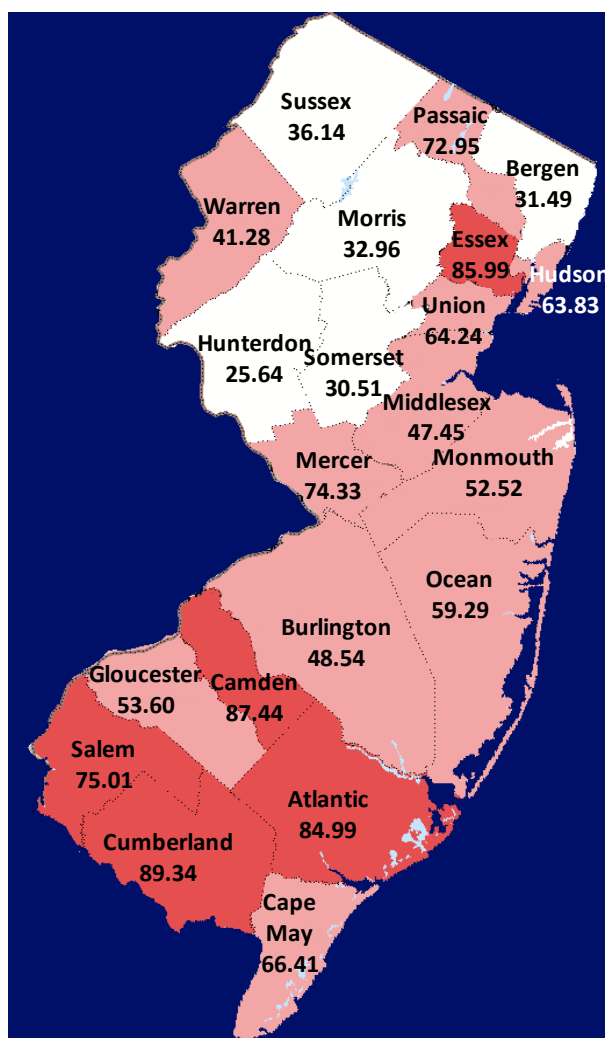 Sussex
36.14
Passaic
72.95
Bergen
31.49
Warren
41.28
Morris
32.96
Essex
85.99
Hudson
63.83
Union
64.24
Hunterdon
25.64
Somerset
30.51
Middlesex
47.45
Mercer
74.33
Monmouth
52.52
Ocean
59.29
Burlington
48.54
Gloucester
53.60
Camden
87.44
Salem
75.01
Atlantic
84.99
Cumberland
89.34
Cape
May
66.41